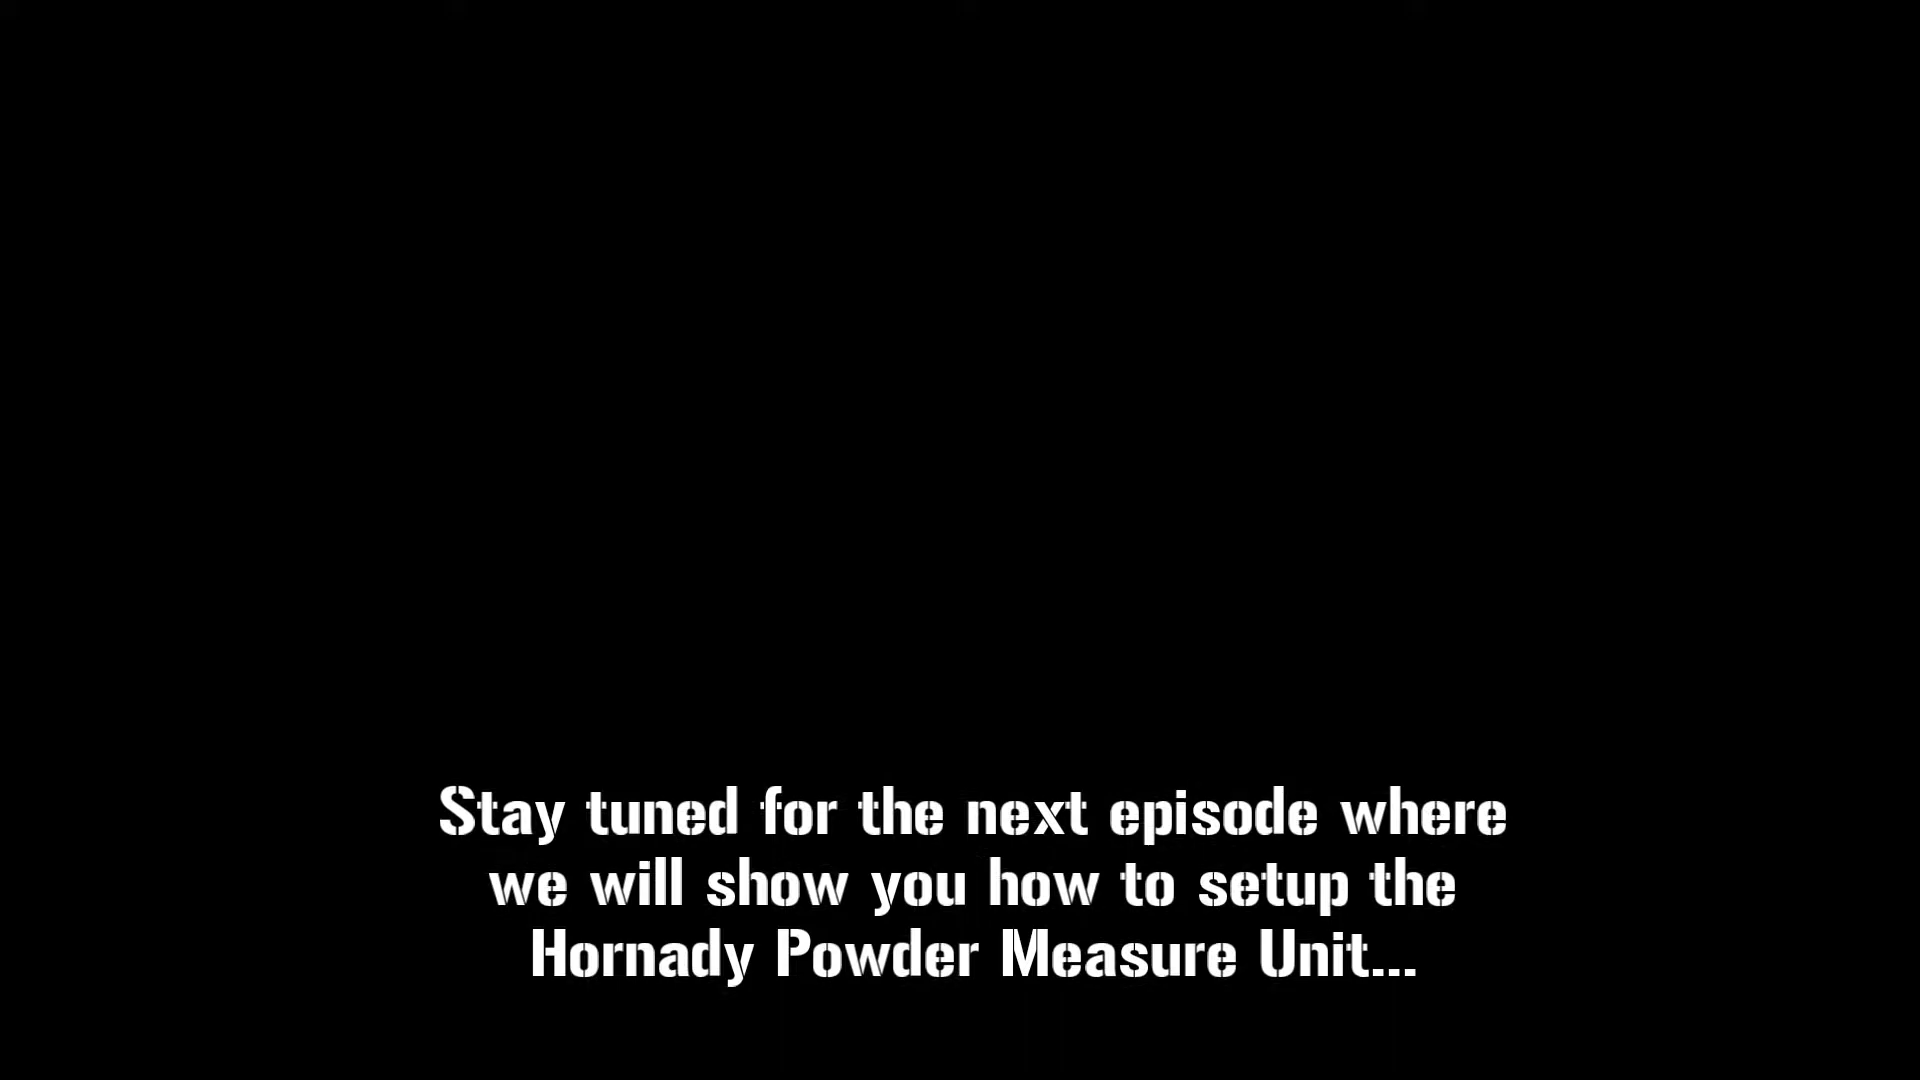 Stay tuned for the next episode where
we will show you how to setup the
Hornady Powder Measure Unit...